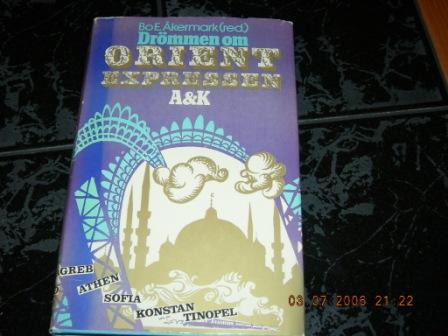 Bo E. Åkermark (red)
Drömmen om
ORIENT
EXPRESSEN
A&K
GREB
ATHEN
SOFIA
KONSTAN
TINOPEL
03.07.2006 21:22